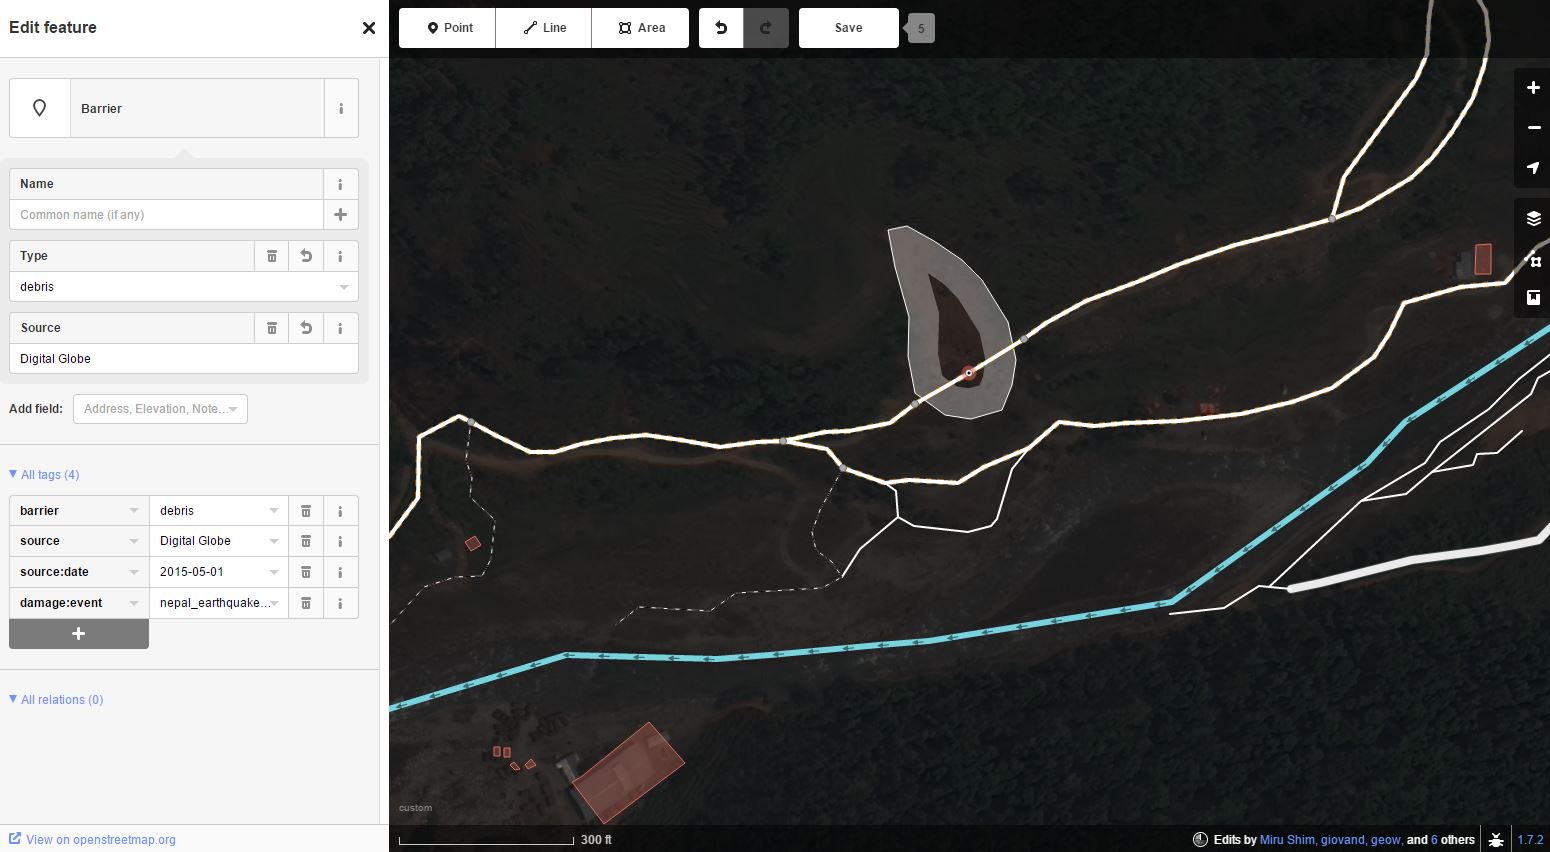 Edit feature
Point
Line
Area
Save
5
Barrier
Name
Common name (if any)
Type
debris
Source
Digital Globe
Add field:
Address, Elevation, Note...
All tags (4)
barrier
debris
source
Digital Globe
source:date
2015-05-01
damage:event
nepal_earthquake...
All relations (0)
custom
View on openstreetmap.org
300 ft
Edits by Miru Shim, giovand, geow, and 6 others
1.7.2